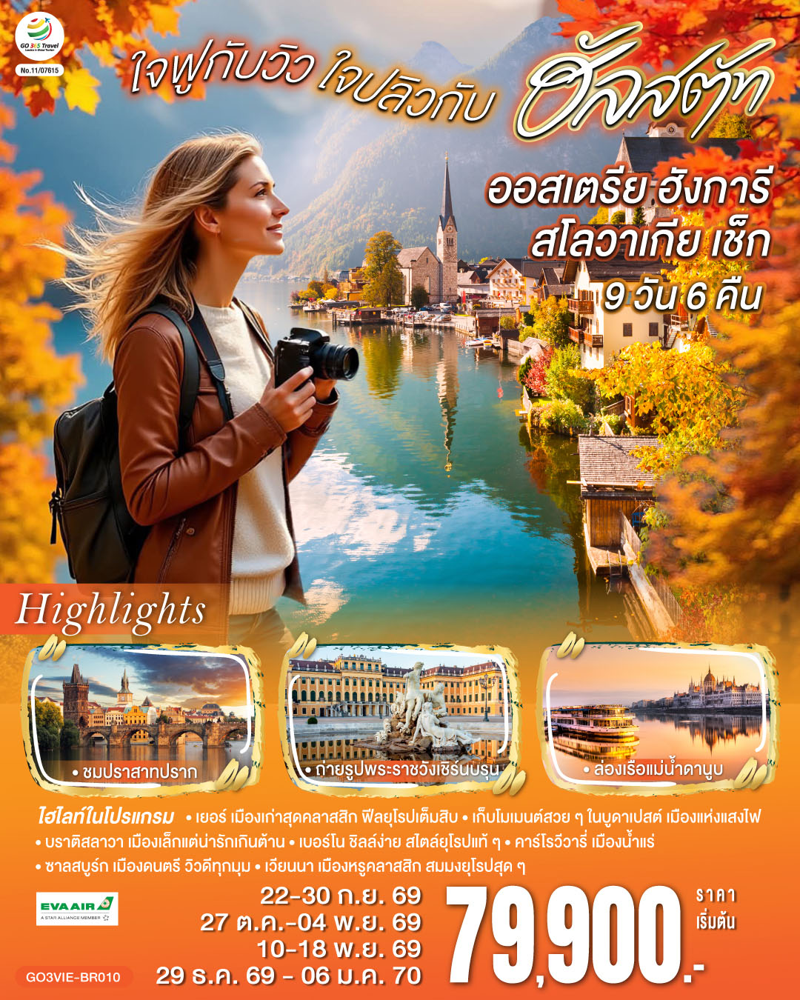 GO 365 Travel
Leaders in Global Tourism
No.11/07615
ใจฟูกับวิว ใจปลิวกับ ฮัลสตัท
ออสเตรีย ฮังการี
สโลวาเกีย เช็ก
9 วัน 6 คืน
Highlights
• ชมปราสาทปราก
• ถ่ายรูปพระราชวังเชิร์นบรุน
• ล่องเรือแม่น้ำดานูบ
ไฮไลท์ในโปรแกรม • เยอร์ เมืองเก่าสุดคลาสสิก ฟีลยุโรปเต็มสิบ • เก็บโมเมนต์สวย ๆ ในบูดาเปสต์ เมืองแห่งแสงไฟ
• บราติสลาวา เมืองเล็กแต่น่ารักเกินต้าน • เบอร์โน ชิลล์ง่าย สไตล์ยุโรปแท้ ๆ • คาร์โรวีวารี่ เมืองน้ำแร่
• ซาลสบูร์ก เมืองดนตรี วิวดีทุกมุม • เวียนนา เมืองหรูคลาสสิก สมมงยุโรปสุด ๆ
EVA AIR
A STAR ALLIANCE MEMBER
22-30 ก.ย. 69
27 ต.ค.-04 พ.ย. 69
10-18 พ.ย. 69
29 ธ.ค. 69 - 06 ม.ค. 70
79,900.-
ราคา
เริ่มต้น
GO3VIE-BR010